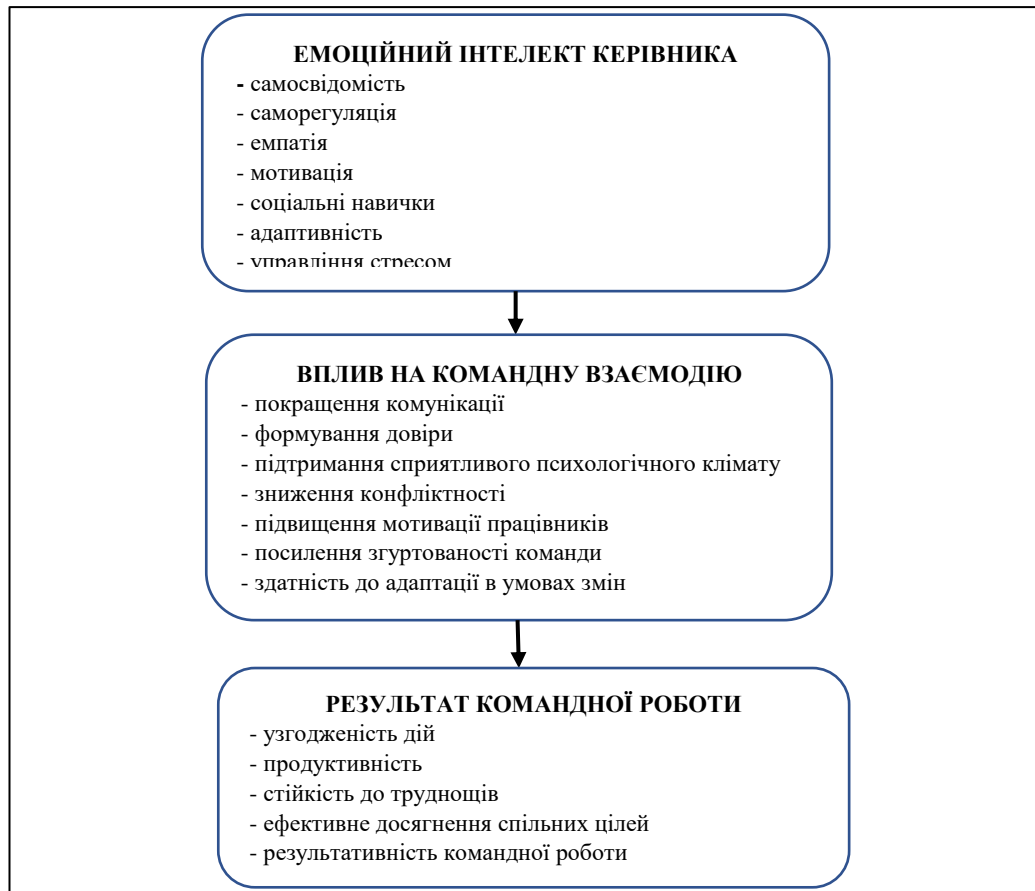 ЕМОЦІЙНИЙ ІНТЕЛЕКТ КЕРІВНИКА
- самосвідомість
- саморегуляція
- емпатія
- мотивація
- соціальні навички
- адаптивність
- управління стресом
ВПЛИВ НА КОМАНДНУ ВЗАЄМОДІЮ
- покращення комунікації
- формування довіри
- підтримання сприятливого психологічного клімату
- зниження конфліктності
- підвищення мотивації працівників
- посилення згуртованості команди
- здатність до адаптації в умовах змін
РЕЗУЛЬТАТ КОМАНДНОЇ РОБОТИ
- узгодженість дій
- продуктивність
- стійкість до труднощів
- ефективне досягнення спільних цілей
- результативність командної роботи